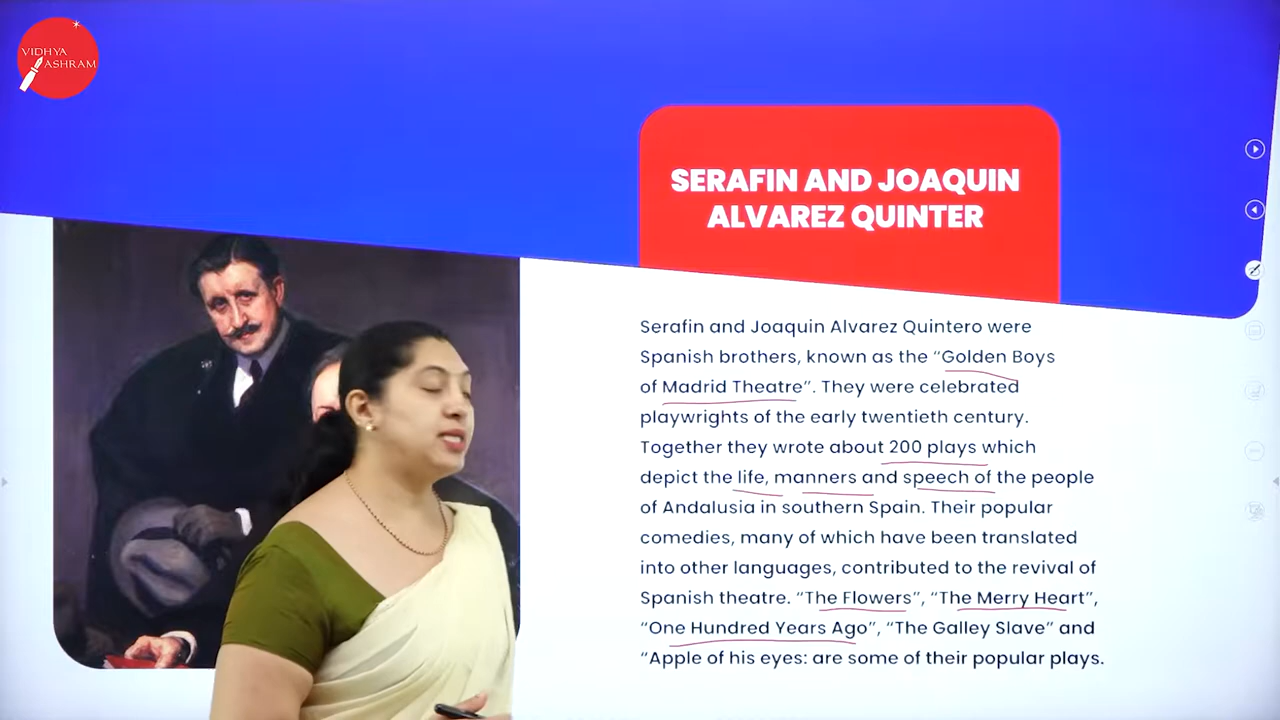 VIDHYA
ASHRAM
SERAFIN AND JOAQUIN
ALVAREZ QUINTER
Serafin and Joaquin Alvarez Quintero were
Spanish brothers, known as the “Golden Boys
of Madrid Theatre”. They were celebrated
playwrights of the early twentieth century.
Together they wrote about 200 plays which
depict the life, manners and speech of the people
of Andalusia in southern Spain. Their popular
comedies, many of which have been translated
into other languages, contributed to the revival of
Spanish theatre. “The Flowers”, “The Merry Heart”,
“One Hundred Years Ago”, “The Galley Slave” and
“Apple of his eyes: are some of their popular plays.